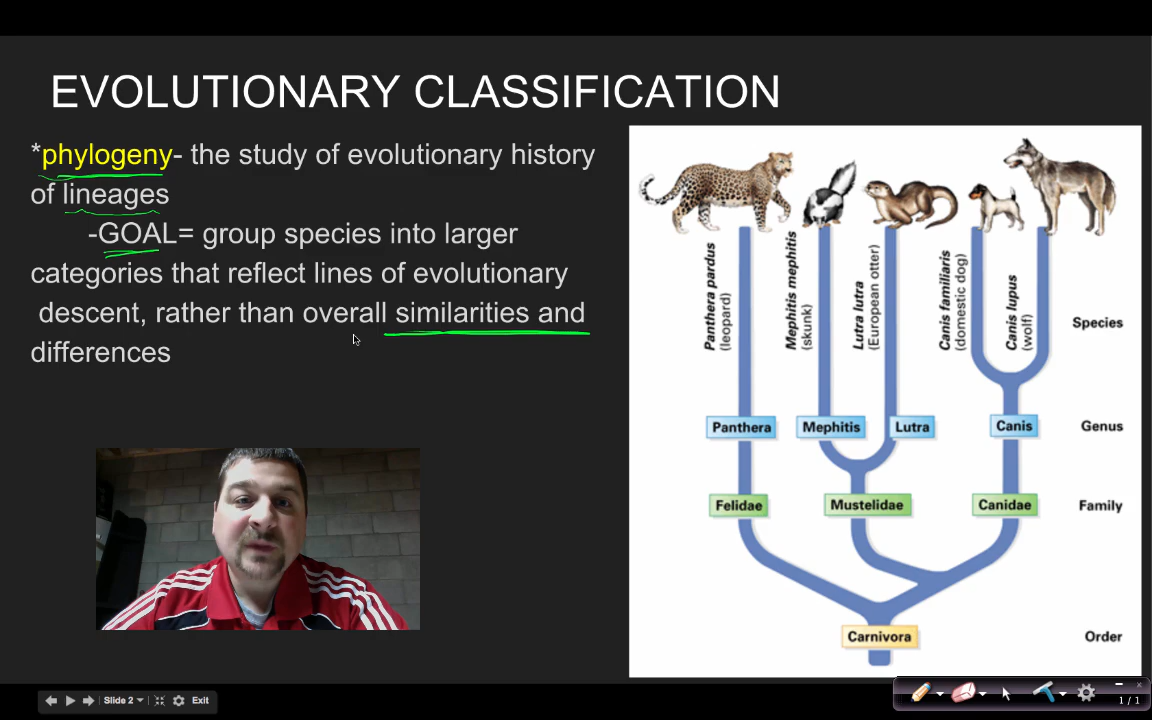 EVOLUTIONARY CLASSIFICATION
*phylogeny- the study of evolutionary history
of lineages
-GOAL= group species into larger
categories that reflect lines of evolutionary
descent, rather than overall similarities and
differences
Panthera pardus
(leopard)
Mephitis mephitis
(skunk)
Lutra lutra
(European otter)
Canis familiaris
(domestic dog)
Canis lupus
(wolf)
Species
Panthera
Mephitis
Lutra
Canis
Genus
Felidae
Mustelidae
Canidae
Family
Carnivora
Order
Slide 2
Exit
1 / 1